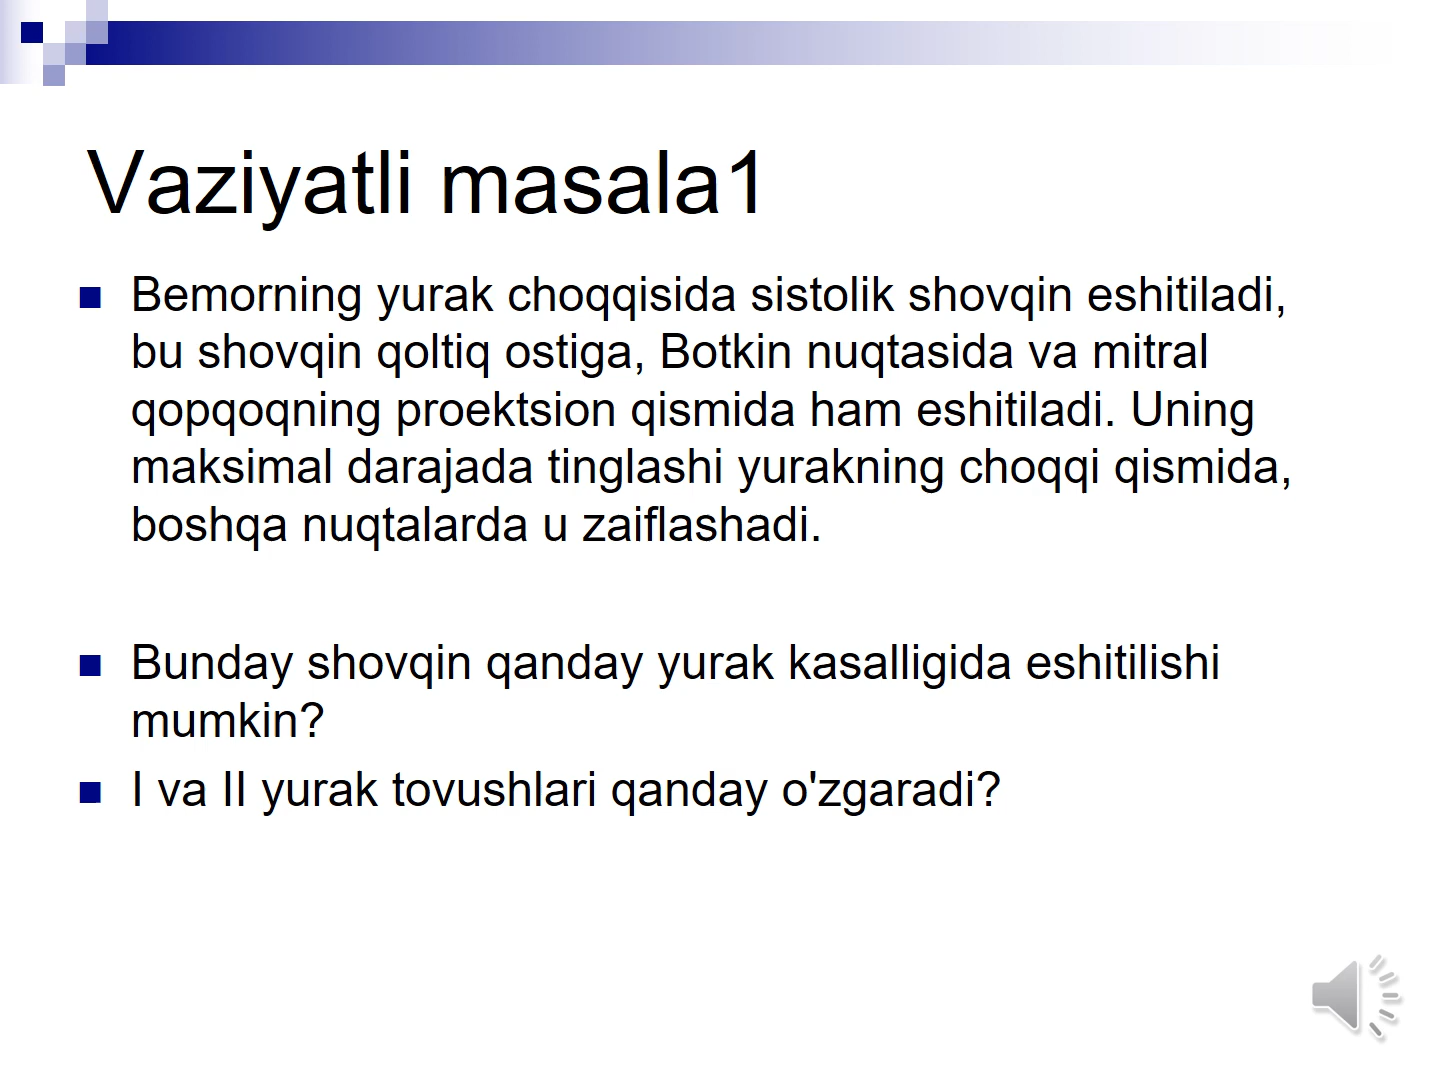 Vaziyatli masala1
Bemorning yurak choqqisida sistolik shovqin eshitiladi,
bu shovqin qoltiq ostiga, Botkin nuqtasida va mitral
qopqoqning proektsion qismida ham eshitiladi. Uning
maksimal darajada tinglashi yurakning choqqi qismida,
boshqa nuqtalarda u zaiflashadi.
Bunday shovqin qanday yurak kasalligida eshitilishi
mumkin?
I va II yurak tovushlari qanday o'zgaradi?